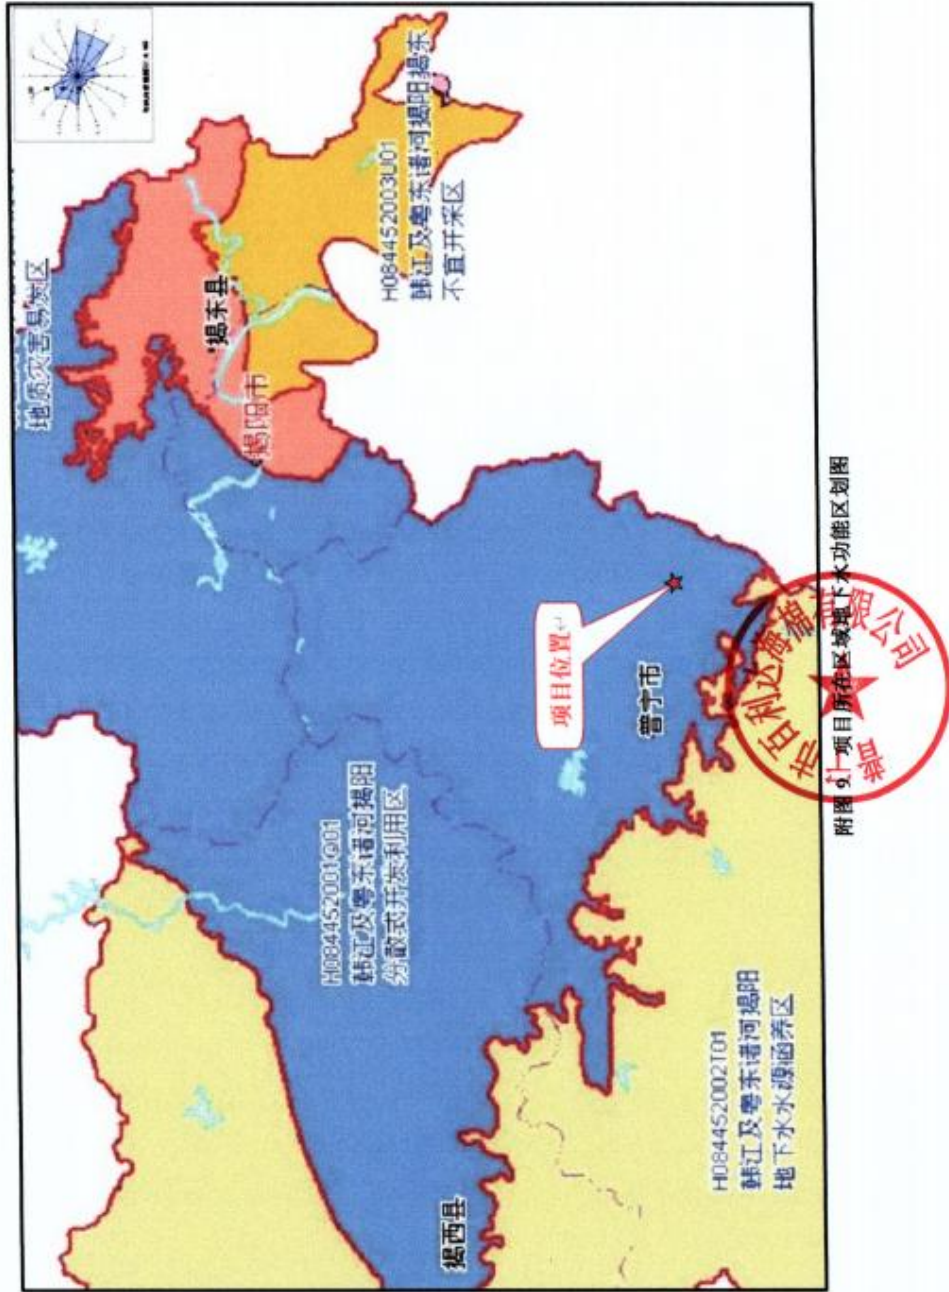 地质灾害易发区
揭东县
揭阳市
H084452003U01
韩江及粤东诸河揭阳揭东
不宜开采区
项目位置
普宁市
H084452001Q01
韩江及粤东诸河揭阳
分散式开发利用区
H084452002T01
韩江及粤东诸河揭阳
地下水水源涵养区
揭西县
附图 9 项目所在区域地下水功能区划图